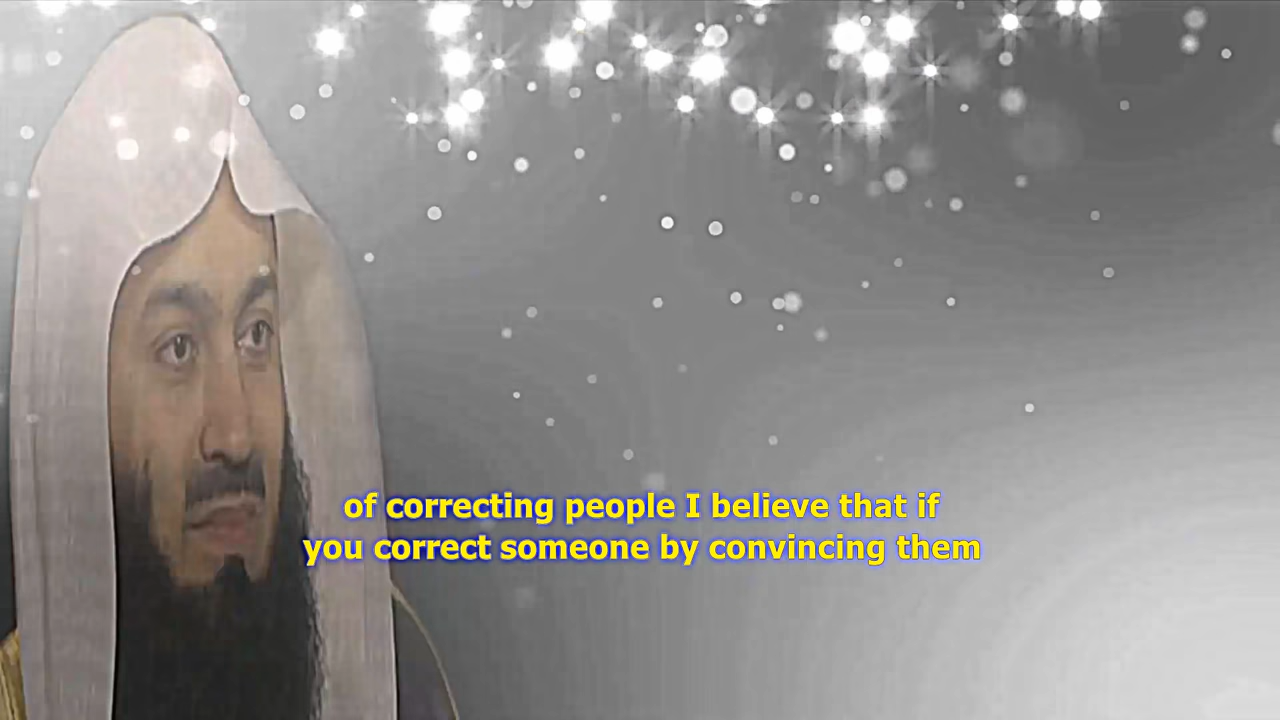 of correcting people I believe that if
you correct someone by convincing them